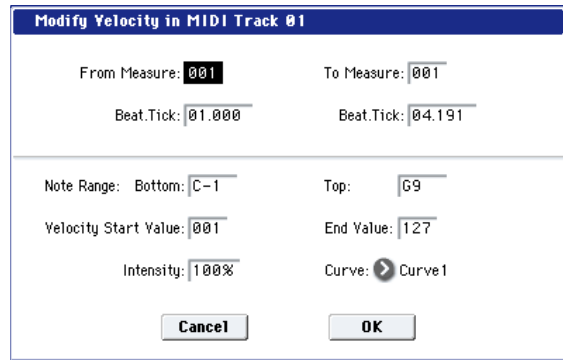 Modify Velocity in MIDI Track 01
From Measure: 001 To Measure: 001
Beat.Tick: 01.000 Beat.Tick: 04.191
Note Range: Bottom: C-1 Top: G9
Velocity Start Value: 001 End Value: 127
Intensity: 100% Curve: Curve1
Cancel OK